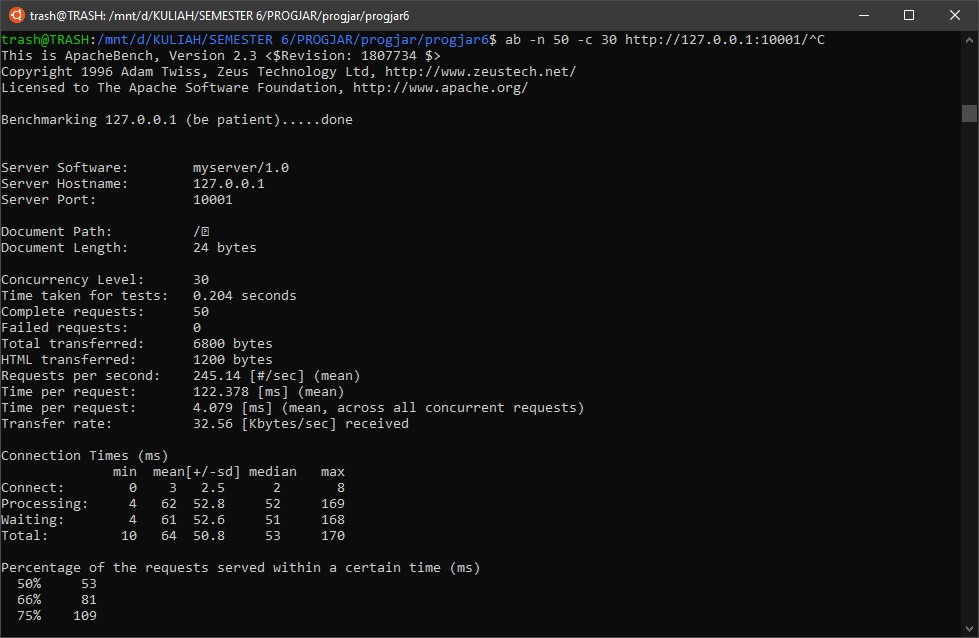 trash@TRASH: /mnt/d/KULIAH/SEMESTER 6/PROGJAR/progjar/progjar6
trash@TRASH:/mnt/d/KULIAH/SEMESTER 6/PROGJAR/progjar/progjar6$ ab -n 50 -c 30 http://127.0.0.1:10001/^C
This is ApacheBench, Version 2.3 <$Revision: 1807734 $>
Copyright 1996 Adam Twiss, Zeus Technology Ltd, http://www.zeustech.net/
Licensed to The Apache Software Foundation, http://www.apache.org/
Benchmarking 127.0.0.1 (be patient).....done
Server Software:        myserver/1.0
Server Hostname:        127.0.0.1
Server Port:            10001
Document Path:          /
Document Length:        24 bytes
Concurrency Level:      30
Time taken for tests:   0.204 seconds
Complete requests:      50
Failed requests:        0
Total transferred:      6800 bytes
HTML transferred:       1200 bytes
Requests per second:    245.14 [#/sec] (mean)
Time per request:       122.378 [ms] (mean)
Time per request:       4.079 [ms] (mean, across all concurrent requests)
Transfer rate:          32.56 [Kbytes/sec] received
Connection Times (ms)
              min  mean[+/-sd] median   max
Connect:        0    3   2.5      2       8
Processing:     4   62  52.8     52     169
Waiting:        4   61  52.6     51     168
Total:         10   64  50.8     53     170
Percentage of the requests served within a certain time (ms)
  50%     53
  66%     81
  75%    109